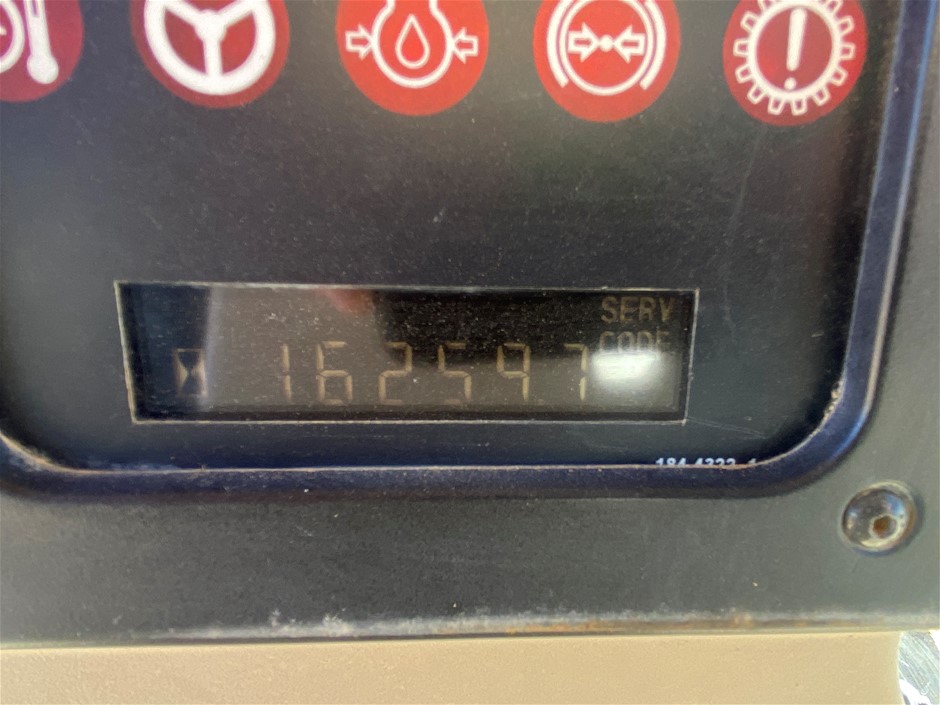 SERV
CODE
16259.7